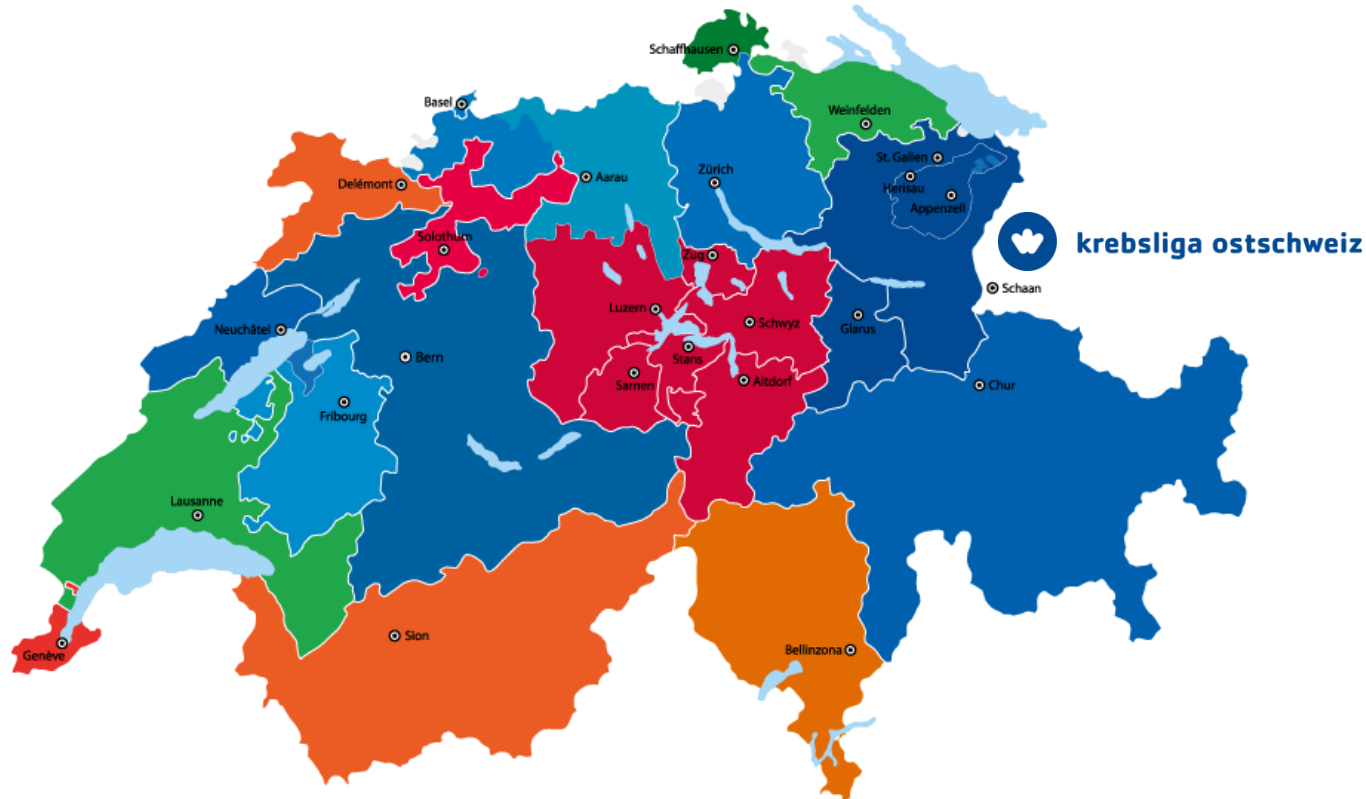 Schaffhausen
Basel
Weinfelden
St. Gallen
Zürich
Aarau
Herisau
Delémont
Appenzell
Solothurn
krebsliga ostschweiz
Zug
Schaan
Luzern
Glarus
Schwyz
Neuchâtel
Bern
Stans
Sarnen
Altdorf
Chur
Fribourg
Lausanne
Sion
Bellinzona
Genève